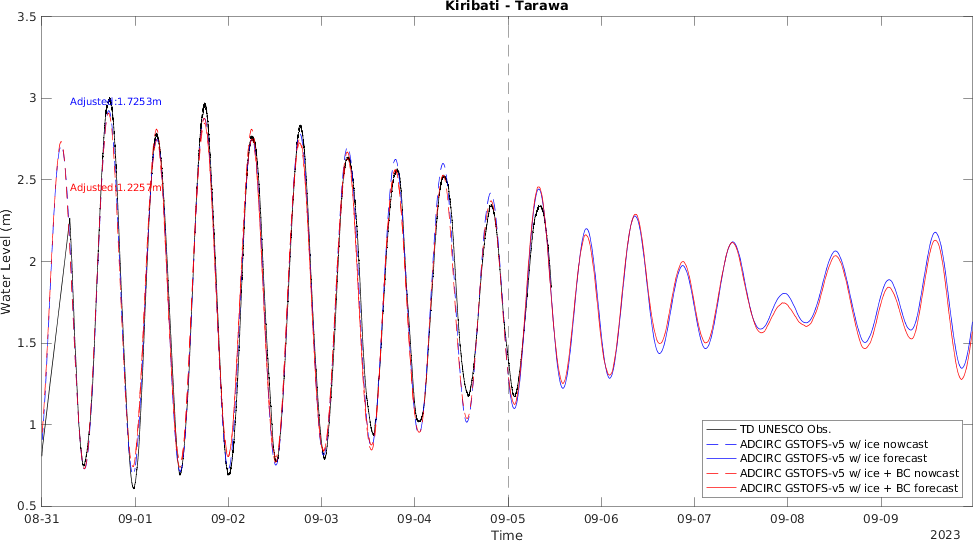 Kiribati - Tarawa
3.5
3
2.5
2
1.5
1
0.5
Water Level (m)
Adjusted:1.7253m
Adjusted:1.2257m
TD UNESCO Obs.
ADCIRC GSTOFS-v5 w/ ice nowcast
ADCIRC GSTOFS-v5 w/ ice forecast
ADCIRC GSTOFS-v5 w/ ice + BC nowcast
ADCIRC GSTOFS-v5 w/ ice + BC forecast
08-31 09-01 09-02 09-03 09-04 09-05 09-06 09-07 09-08 09-09
Time
2023